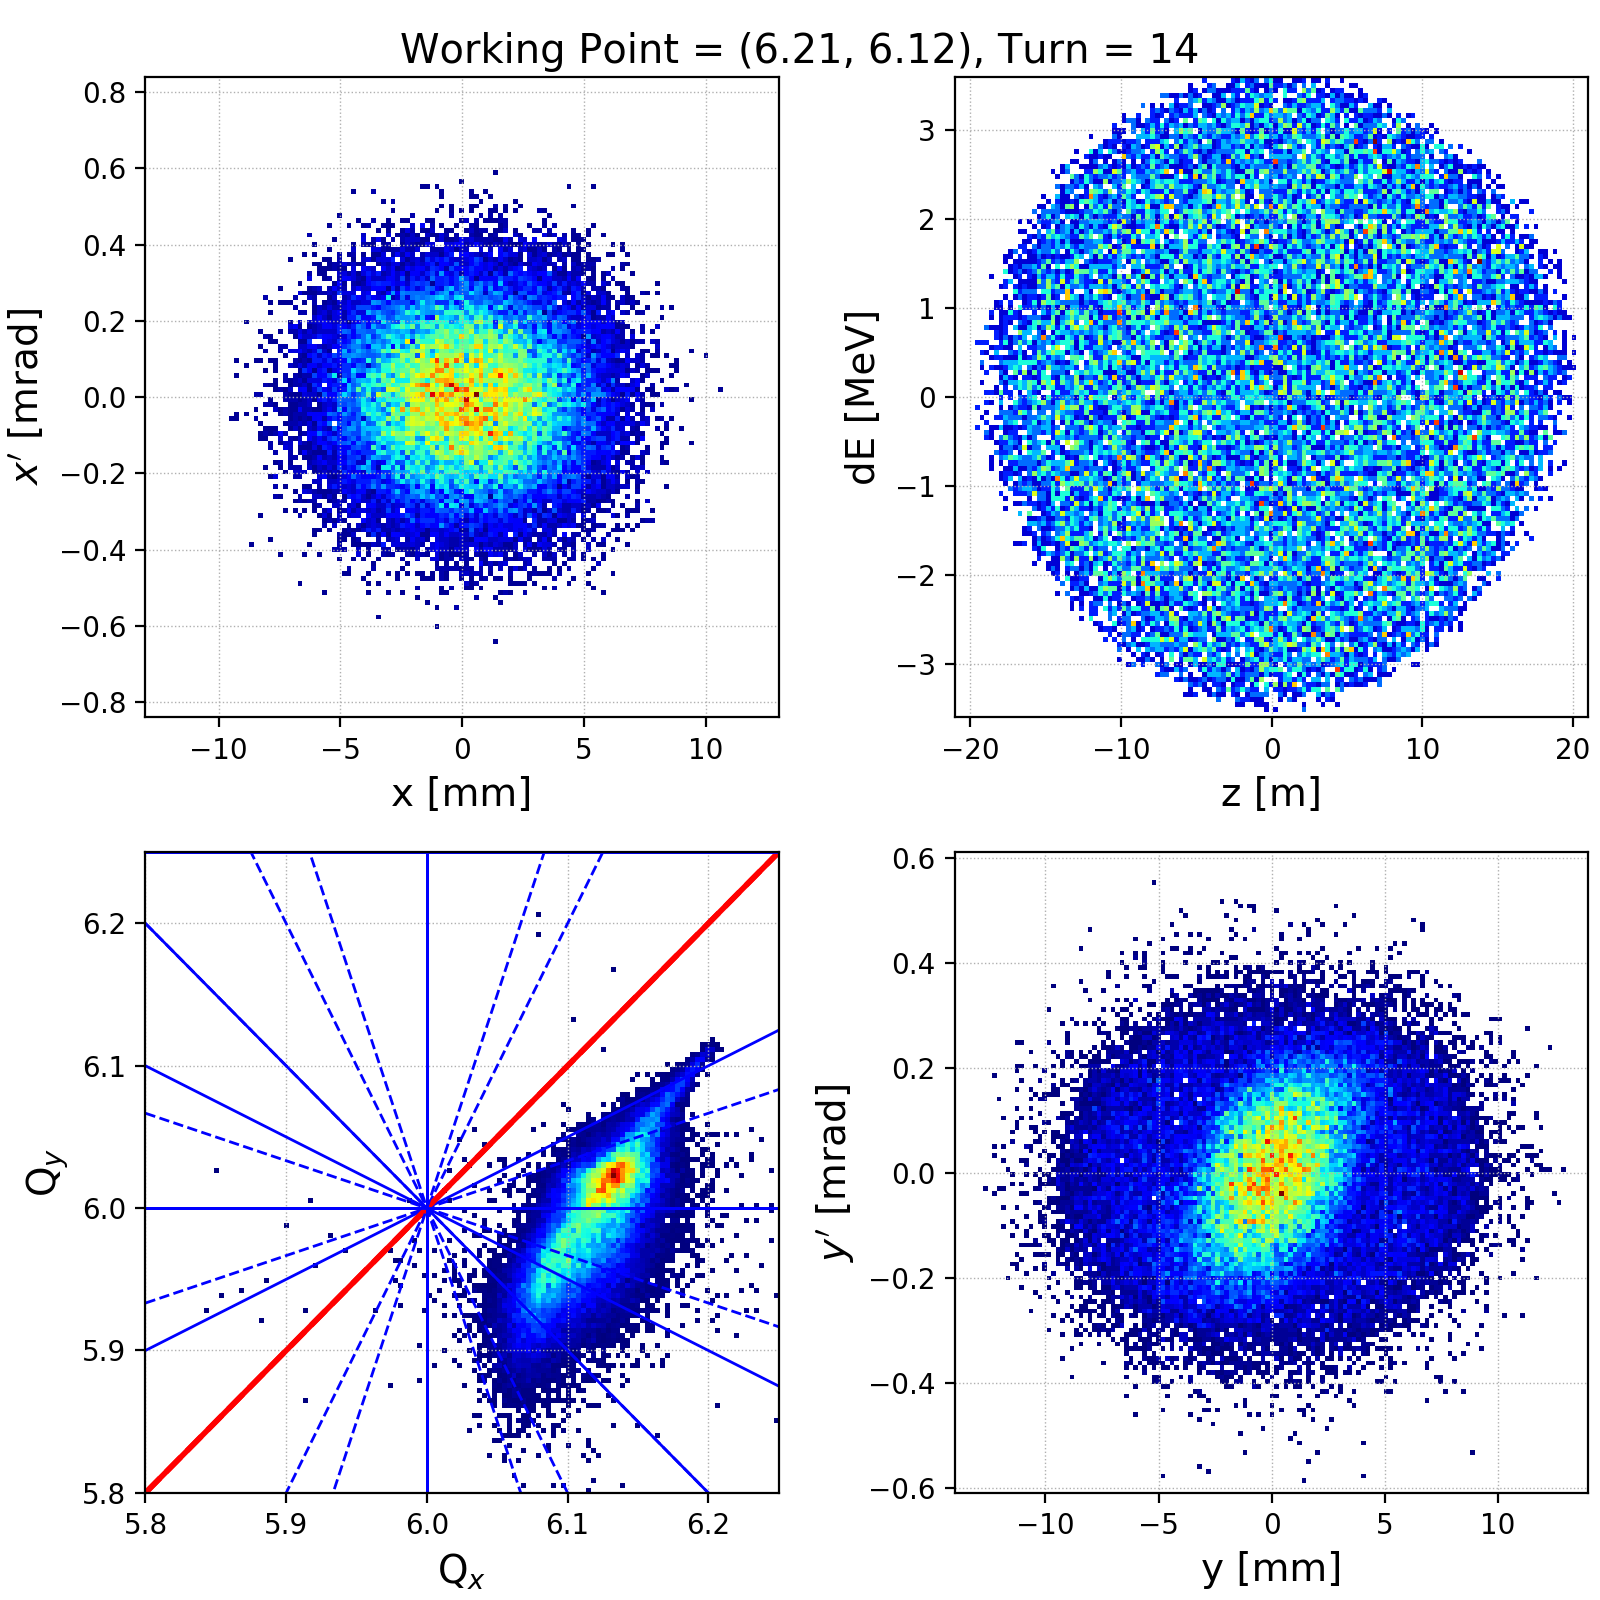 Working Point = (6.21, 6.12), Turn = 14
0.8
0.6
0.4
0.2
0.0
−0.2
−0.4
−0.6
−0.8
x′ [mrad]
−10 −5 0 5 10
x [mm]
3
2
1
0
−1
−2
−3
dE [MeV]
−20 −10 0 10 20
z [m]
6.2
6.1
6.0
5.9
5.8
Qy
5.8 5.9 6.0 6.1 6.2
Qx
0.6
0.4
0.2
0.0
−0.2
−0.4
−0.6
y′ [mrad]
−10 −5 0 5 10
y [mm]